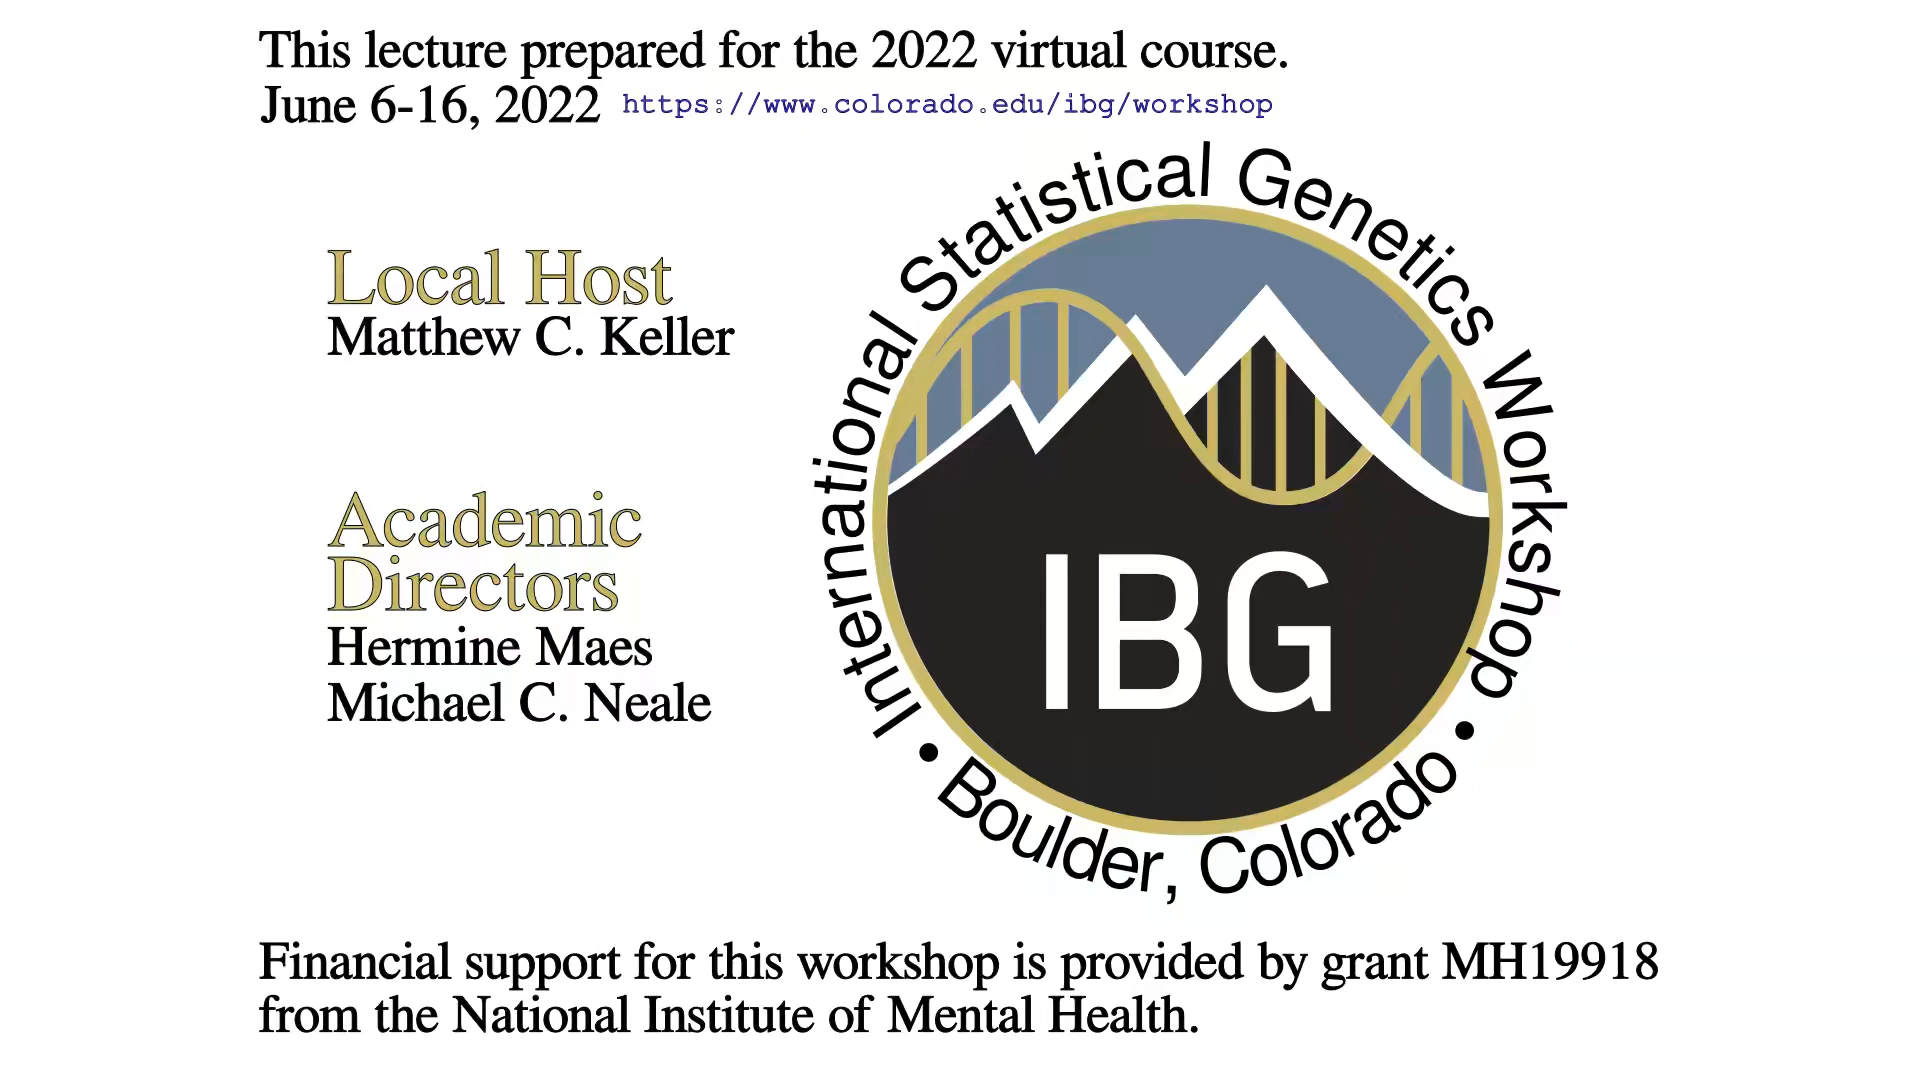 This lecture prepared for the 2022 virtual course.
June 6-16, 2022 https://www.colorado.edu/ibg/workshop
Local Host
Matthew C. Keller
Academic
Directors
Hermine Maes
Michael C. Neale
International Statistical Genetics Workshop • Boulder, Colorado •
IBG
Financial support for this workshop is provided by grant MH19918
from the National Institute of Mental Health.